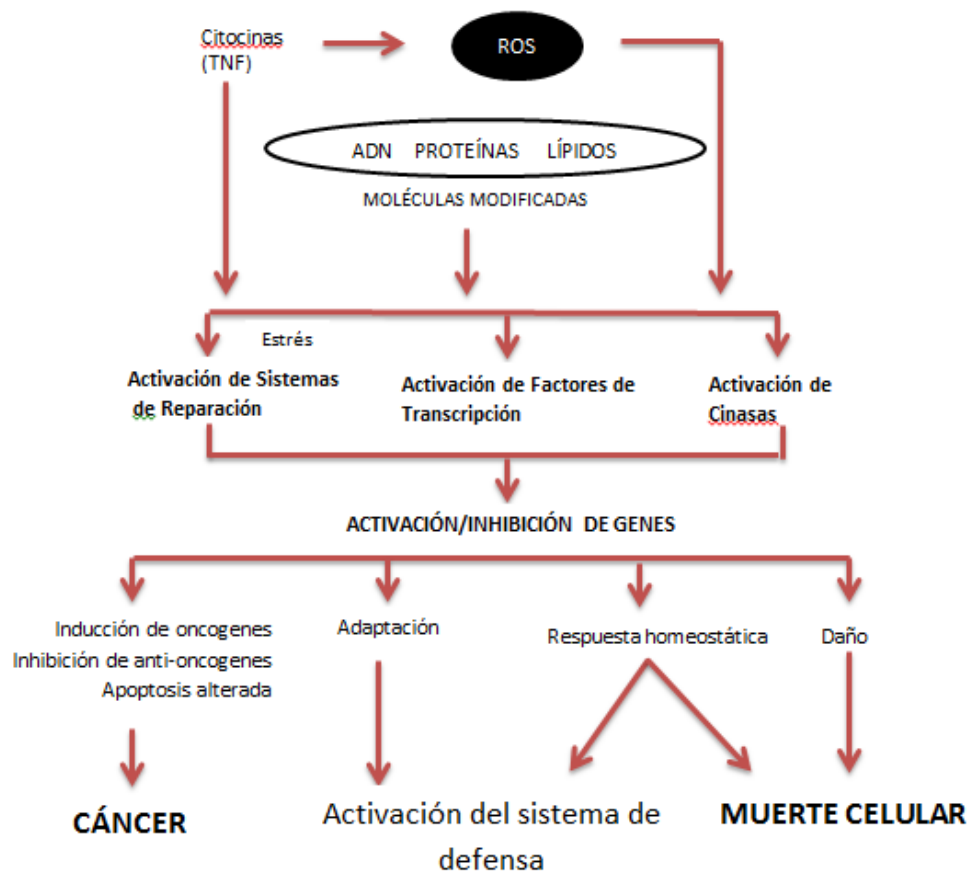 Citocinas
(TNF)
ROS
ADN PROTEÍNAS LÍPIDOS
MOLÉCULAS MODIFICADAS
Estrés
Activación de Sistemas
de Reparación
Activación de Factores de
Transcripción
Activación de
Cinasas
ACTIVACIÓN/INHIBICIÓN DE GENES
Inducción de oncogenes
Inhibición de anti-oncogenes
Apoptosis alterada
Adaptación
Respuesta homeostática
Daño
CÁNCER
Activación del sistema de
defensa
MUERTE CELULAR